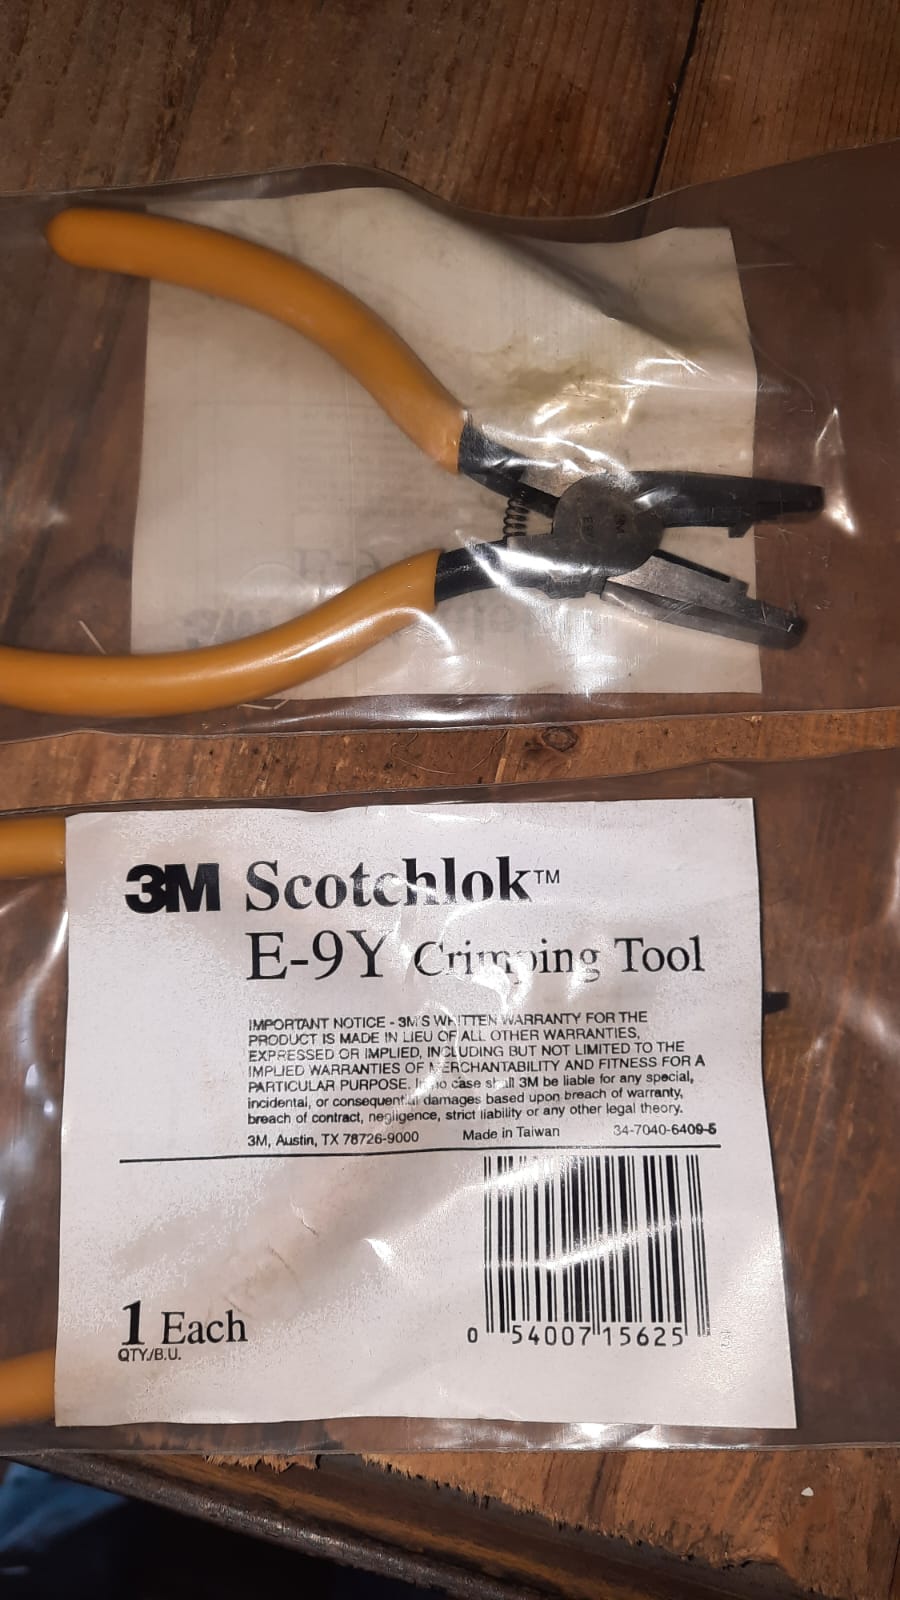 3M Scotchlok™
E-9Y Crimping Tool
IMPORTANT NOTICE - 3M'S WRITTEN WARRANTY FOR THE
PRODUCT IS MADE IN LIEU OF ALL OTHER WARRANTIES,
EXPRESSED OR IMPLIED, INCLUDING BUT NOT LIMITED TO THE
IMPLIED WARRANTIES OF MERCHANTABILITY AND FITNESS FOR A
PARTICULAR PURPOSE. In no case shall 3M be liable for any special,
incidental, or consequential damages based upon breach of warranty,
breach of contract, negligence, strict liability or any other legal theory.
3M, Austin, TX 78726-9000 Made in Taiwan 34-7040-6409-5
1 Each
QTY./B.U.
0 54007 15625